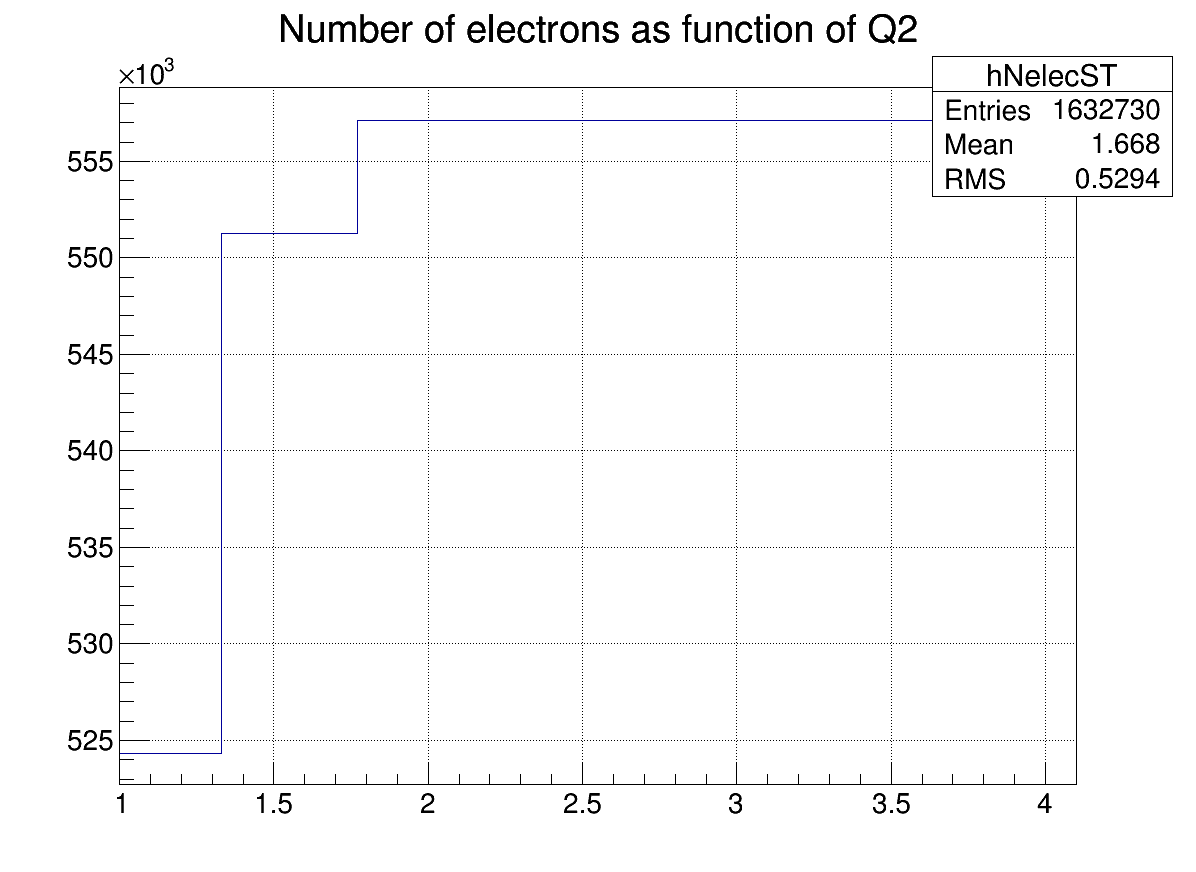 Number of electrons as function of Q2
×10³
hNelecST
Entries 1632730
Mean 1.668
RMS 0.5294
555
550
545
540
535
530
525
1 1.5 2 2.5 3 3.5 4